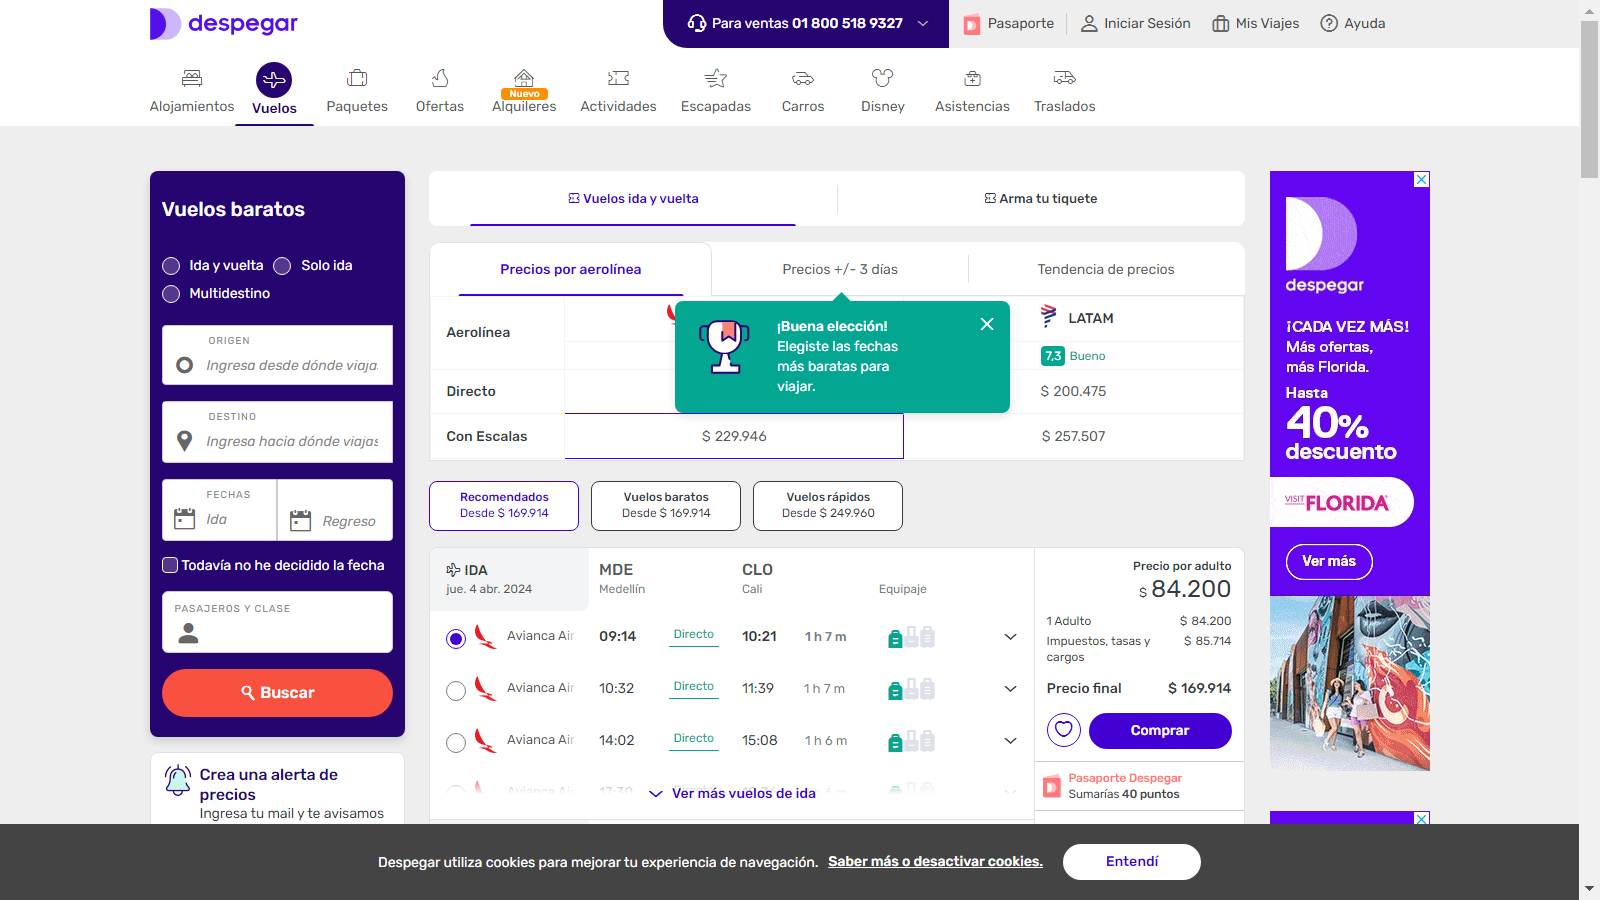 despegar
Para ventas 01 800 518 9327
Pasaporte
Iniciar Sesión
Mis Viajes
Ayuda
Alojamientos
Vuelos
Paquetes
Ofertas
Nuevo
Alquileres
Actividades
Escapadas
Carros
Disney
Asistencias
Traslados
Vuelos baratos
Ida y vuelta
Solo ida
Multidestino
ORIGEN
Ingresa desde dónde viaja
DESTINO
Ingresa hacia dónde viajas
FECHAS
Ida
Regreso
Todavía no he decidido la fecha
PASAJEROS Y CLASE
Buscar
Crea una alerta de
precios
Ingresa tu mail y te avisamos
Vuelos ida y vuelta
Arma tu tiquete
Precios por aerolínea
Precios +/- 3 días
Tendencia de precios
Aerolínea
LATAM
7,3 Bueno
¡Buena elección!
Elegiste las fechas
más baratas para
viajar.
Directo
$ 200.475
Con Escalas
$ 229.946
$ 257.507
Recomendados
Desde $ 169.914
Vuelos baratos
Desde $ 169.914
Vuelos rápidos
Desde $ 249.960
IDA
jue. 4 abr. 2024
MDE
Medellín
CLO
Cali
Equipaje
Avianca Air
09:14
Directo
10:21
1 h 7 m
Avianca Air
10:32
Directo
11:39
1 h 7 m
Avianca Air
14:02
Directo
15:08
1 h 6 m
Avianca Air
17:30
Ver más vuelos de ida
Precio por adulto
$ 84.200
1 Adulto
$ 84.200
Impuestos, tasas y
cargos
$ 85.714
Precio final
$ 169.914
Comprar
Pasaporte Despegar
Sumarías 40 puntos
despegar
¡CADA VEZ MÁS!
Más ofertas,
más Florida.
Hasta
40%
descuento
VISIT FLORIDA
Ver más
Despegar utiliza cookies para mejorar tu experiencia de navegación.
Saber más o desactivar cookies.
Entendí